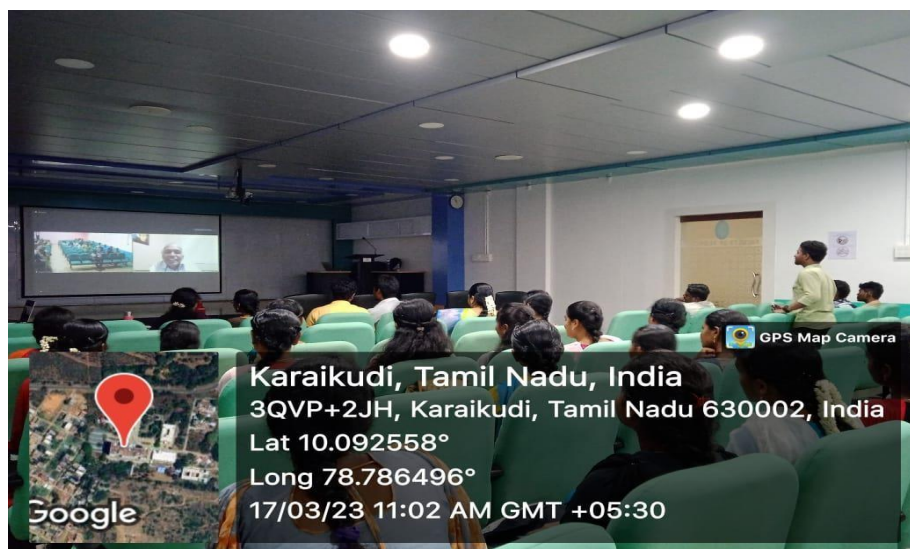 GPS Map Camera
Karaikudi, Tamil Nadu, India
3QVP+2JH, Karaikudi, Tamil Nadu 630002, India
Lat 10.092558°
Long 78.786496°
17/03/23 11:02 AM GMT +05:30
Google